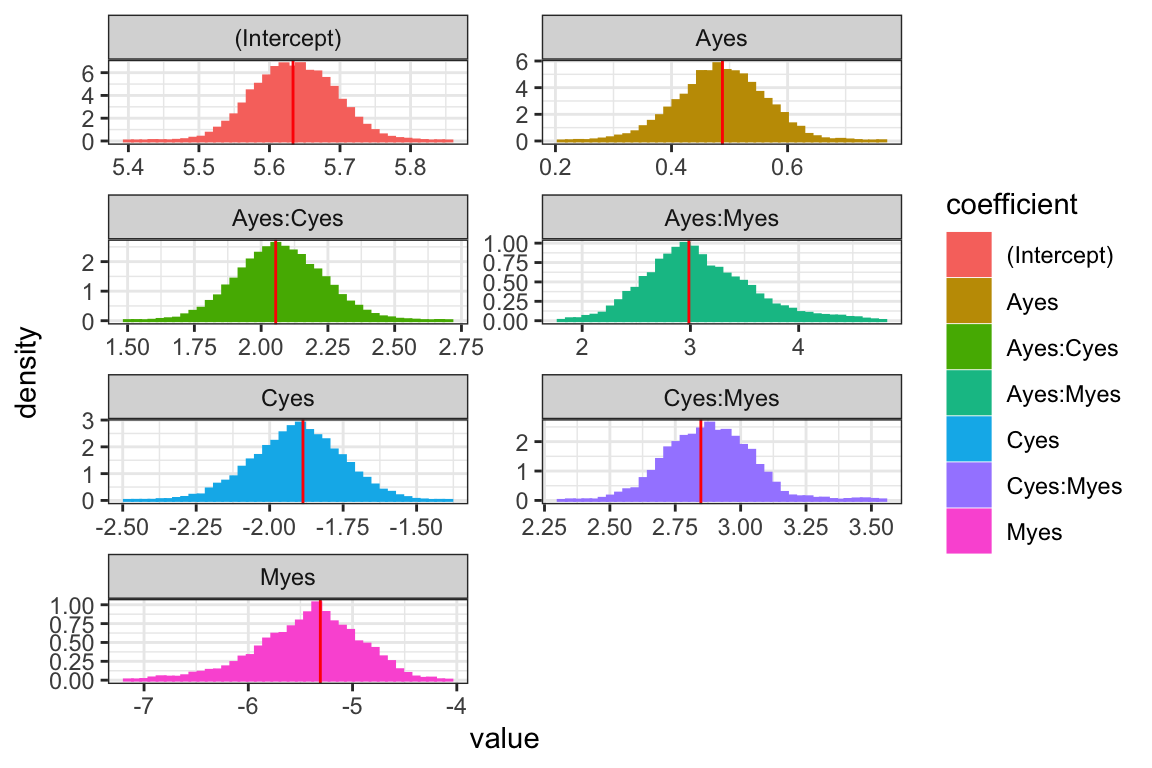 (Intercept)
Ayes
6
4
2
0
6
4
2
0
5.4 5.5 5.6 5.7 5.8
0.2 0.4 0.6
Ayes:Cyes
Ayes:Myes
2
1
0
1.00
0.75
0.50
0.25
0.00
1.50 1.75 2.00 2.25 2.50 2.75
2 3 4
Cyes
Cyes:Myes
3
2
1
0
2
1
0
-2.50 -2.25 -2.00 -1.75 -1.50
2.25 2.50 2.75 3.00 3.25 3.50
Myes
1.00
0.75
0.50
0.25
0.00
-7 -6 -5 -4
value
density
coefficient
(Intercept)
Ayes
Ayes:Cyes
Ayes:Myes
Cyes
Cyes:Myes
Myes